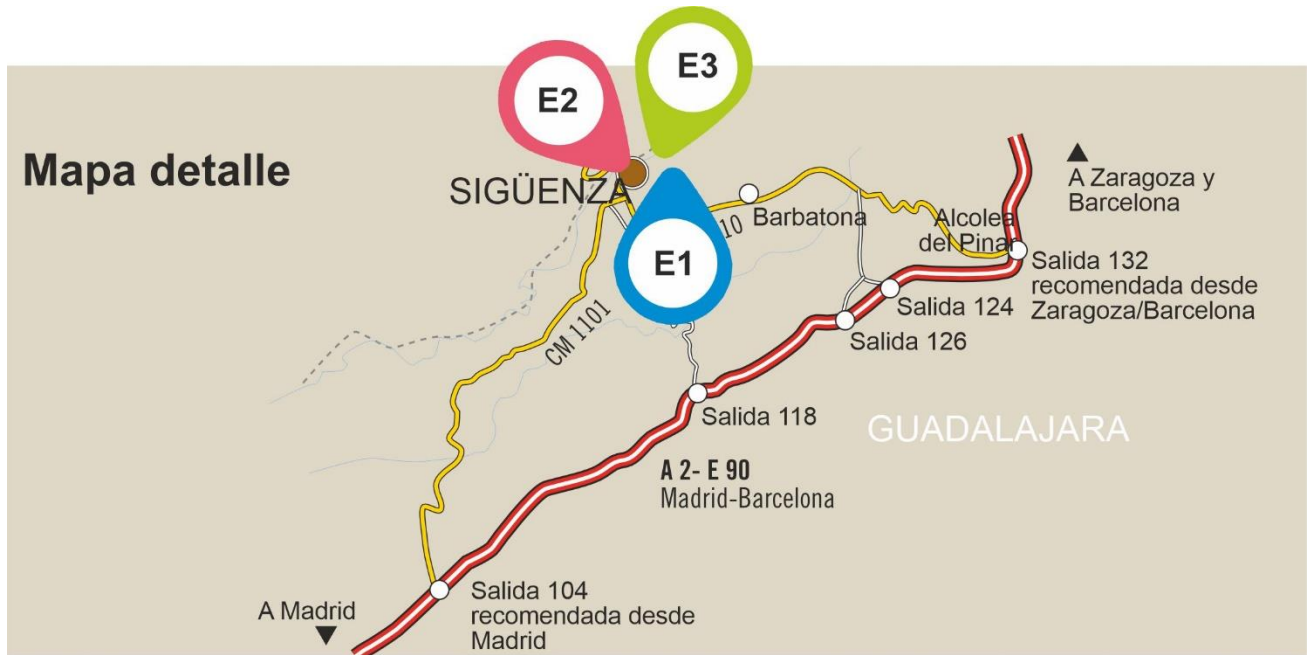 E3
E2
Mapa detalle
SIGÜENZA
A Zaragoza y
Barcelona
10
Barbatona
Alcolea
del Pinar
E1
Salida 132
recomendada desde
Zaragoza/Barcelona
Salida 124
Salida 126
CM 1101
Salida 118
GUADALAJARA
A 2- E 90
Madrid-Barcelona
Salida 104
recomendada desde
Madrid
A Madrid